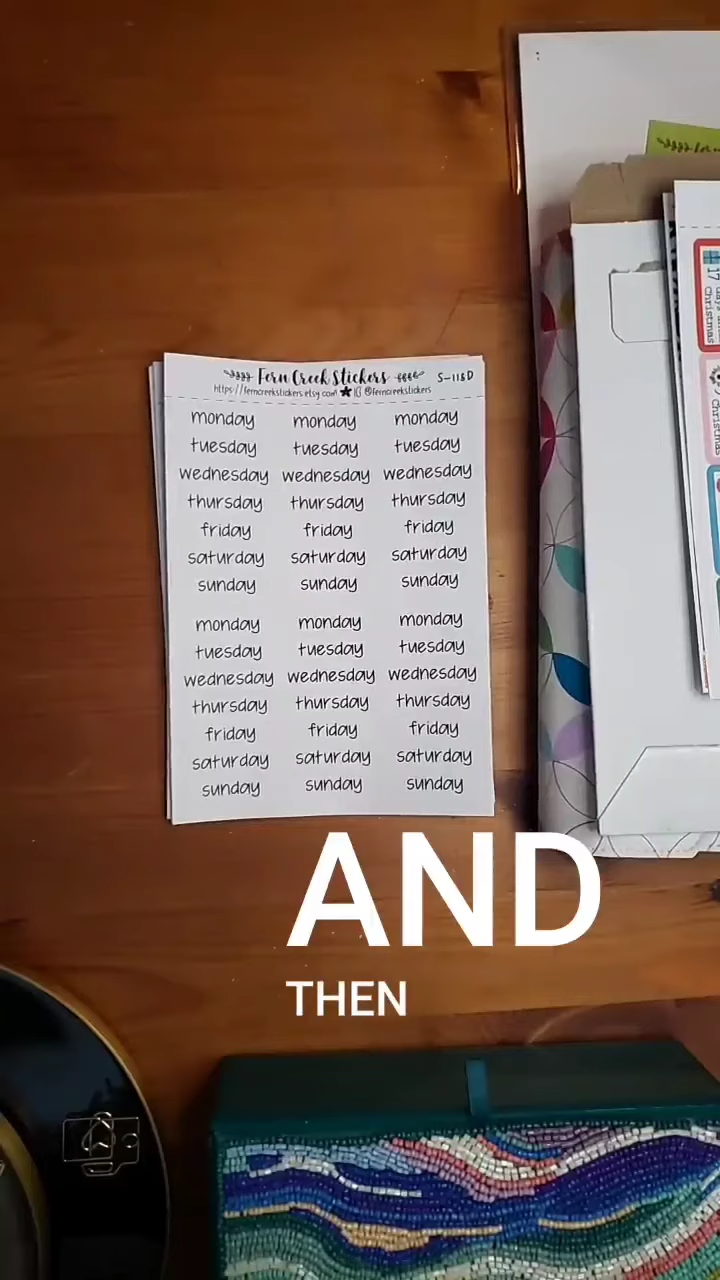 Fern Creek Stickers S-118D
https://ferncreekstickers.etsy.com ★ IG @ferncreekstickers
monday monday monday
tuesday tuesday tuesday
wednesday wednesday wednesday
thursday thursday thursday
friday friday friday
saturday saturday saturday
sunday sunday sunday
monday monday monday
tuesday tuesday tuesday
wednesday wednesday wednesday
thursday thursday thursday
friday friday friday
saturday saturday saturday
sunday sunday sunday
17
Christmas
AND
THEN